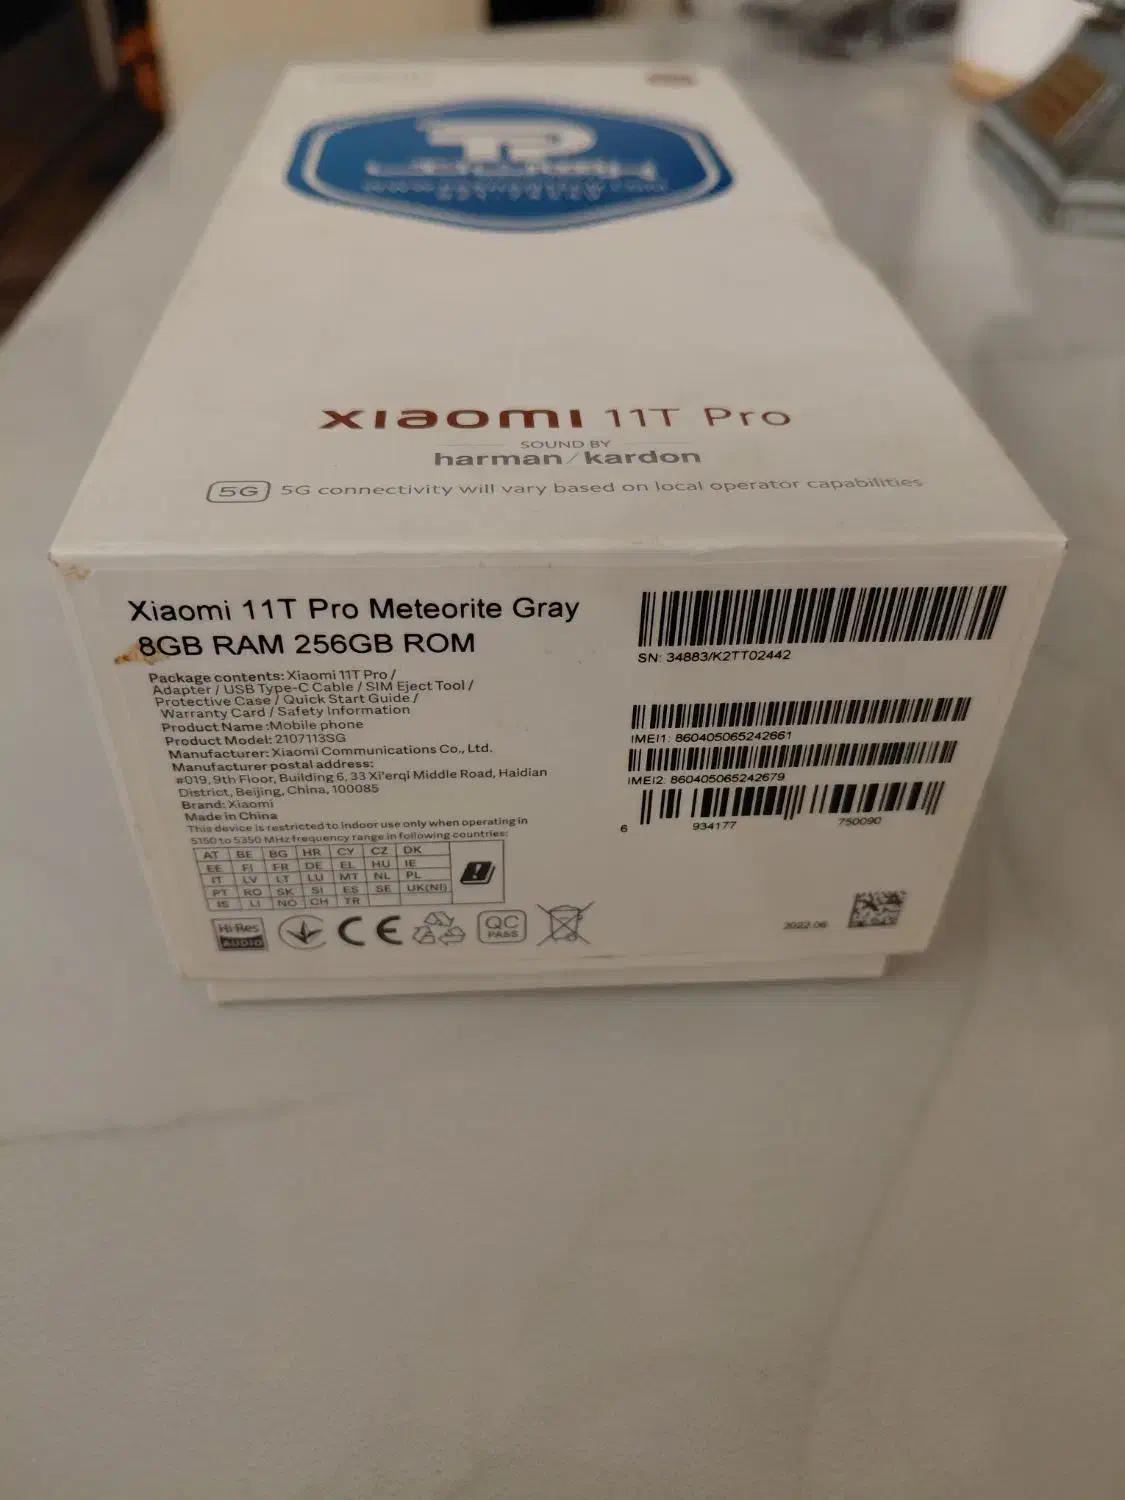 xiaomi 11T Pro
SOUND BY
harman/kardon
5G 5G connectivity will vary based on local operator capabilities
Xiaomi 11T Pro Meteorite Gray
8GB RAM 256GB ROM
Package contents: Xiaomi 11T Pro /
Adapter / USB Type-C Cable / SIM Eject Tool /
Protective Case / Quick Start Guide /
Warranty Card / Safety Information
Product Name :Mobile phone
Product Model: 2107113SG
Manufacturer: Xiaomi Communications Co., Ltd.
Manufacturer postal address:
#019, 9th Floor, Building 6, 33 Xi'erqi Middle Road, Haidian
District, Beijing, China, 100085
Brand: Xiaomi
Made in China
This device is restricted to indoor use only when operating in
5150 to 5350 MHz frequency range in following countries:
AT BE BG HR CY CZ DK
EE FI FR DE EL HU IE
IT LV LT LU MT NL PL
PT RO SK SI ES SE UK(NI)
IS LI NO CH TR
Hi-Res
AUDIO
CE
QC
PASS
SN: 34883/K2TT02442
IMEI1: 860405065242661
IMEI2: 860405065242679
6 934177 750090
2022.06